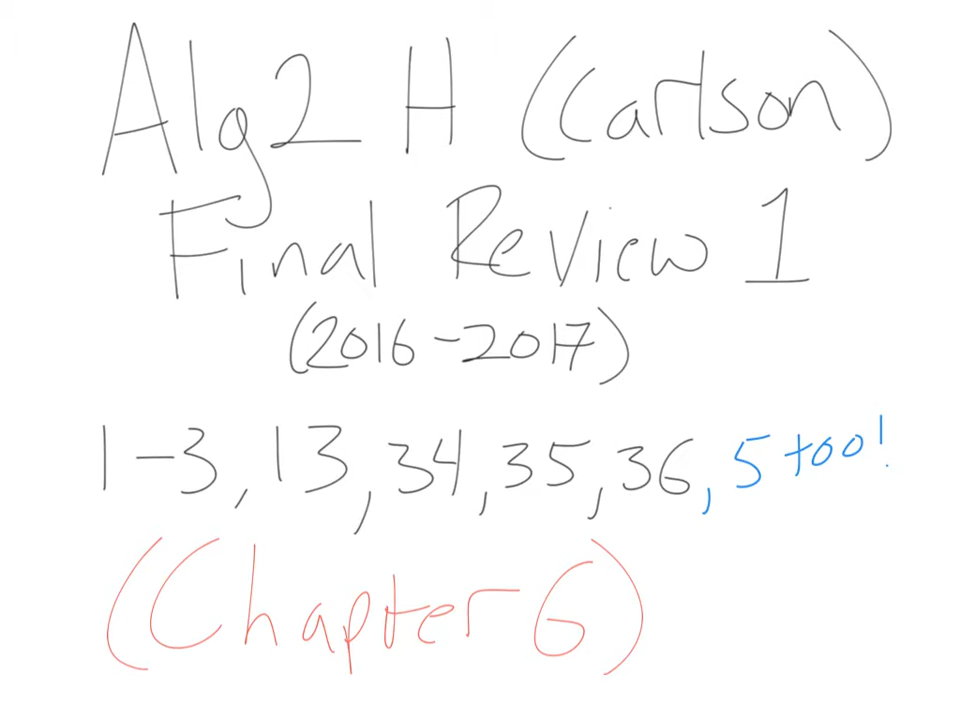 Alg2 H (Carlson)
Final Review 1
(2016-2017)
1-3, 13, 34, 35, 36, 5 too!
(Chapter 6)